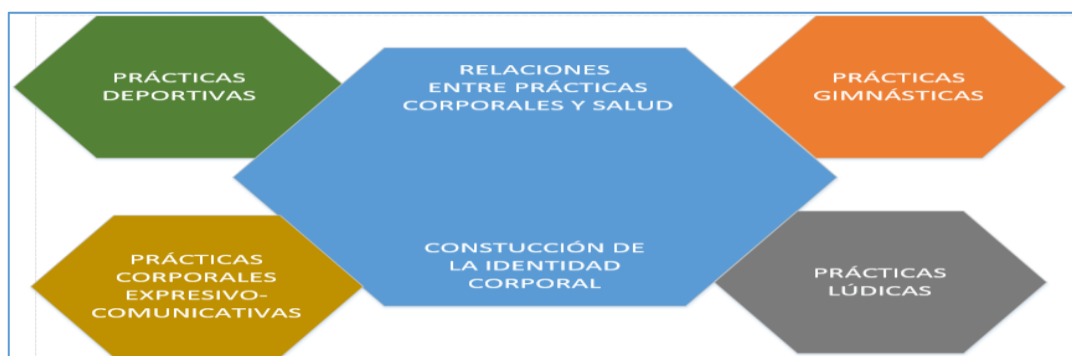 PRÁCTICAS
DEPORTIVAS
RELACIONES
ENTRE PRÁCTICAS
CORPORALES Y SALUD
PRÁCTICAS
GIMNÁSTICAS
PRÁCTICAS
CORPORALES
EXPRESIVO-
COMUNICATIVAS
CONSTUCCIÓN DE
LA IDENTIDAD
CORPORAL
PRÁCTICAS
LÚDICAS